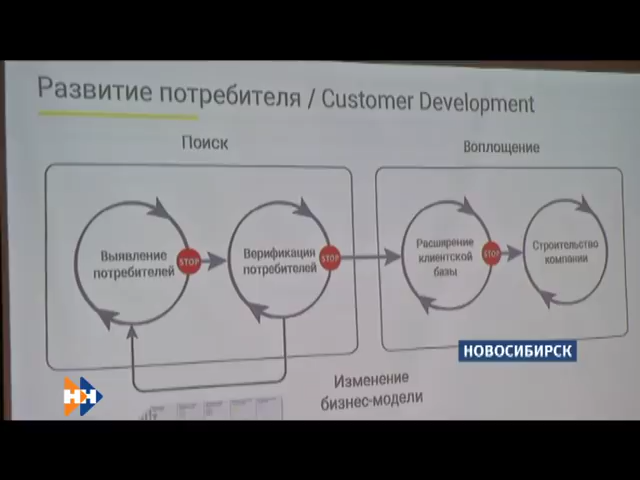 Развитие потребителя / Customer Development
Поиск
Воплощение
Выявление
потребителей
STOP
Верификация
потребителей
STOP
Расширение
клиентской
базы
STOP
Строительство
компании
Изменение
бизнес-модели
НОВОСИБИРСК
НН